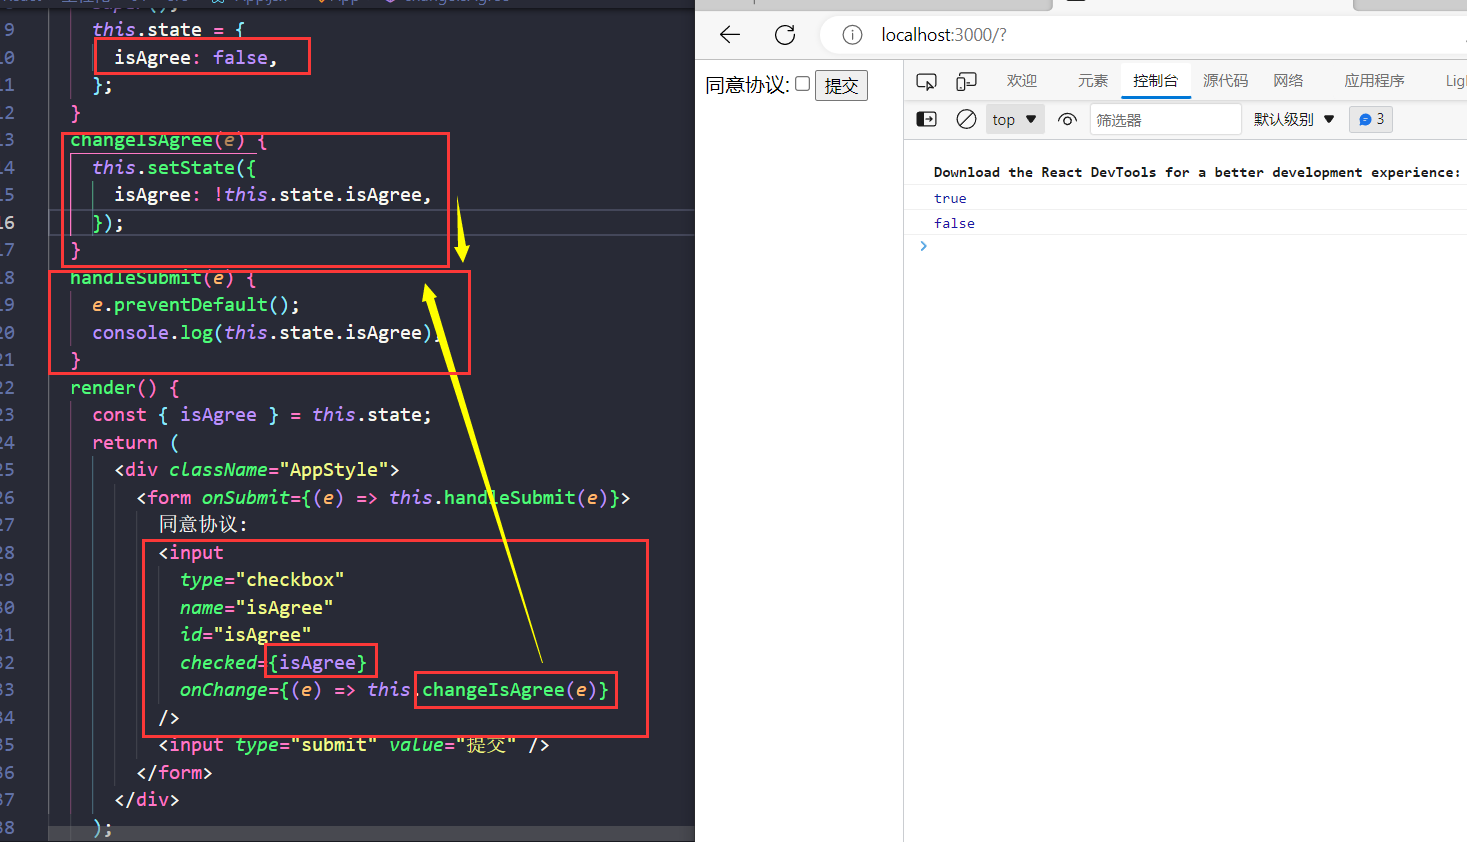 super();
9 this.state = {
10 isAgree: false,
11 };
12 }
13 changeIsAgree(e) {
14 this.setState({
15 isAgree: !this.state.isAgree,
16 });
17 }
18 handleSubmit(e) {
19 e.preventDefault();
20 console.log(this.state.isAgree)
21 }
22 render() {
23 const { isAgree } = this.state;
24 return (
25 <div className="AppStyle">
26 <form onSubmit={(e) => this.handleSubmit(e)}>
27 同意协议:
28 <input
29 type="checkbox"
30 name="isAgree"
31 id="isAgree"
32 checked={isAgree}
33 onChange={(e) => this.changeIsAgree(e)}
34 />
35 <input type="submit" value="提交" />
36 </form>
37 </div>
38 );
localhost:3000/?
同意协议: 提交
欢迎 元素 控制台 源代码 网络 应用程序
top 筛选器 默认级别 3
Download the React DevTools for a better development experience:
true
false